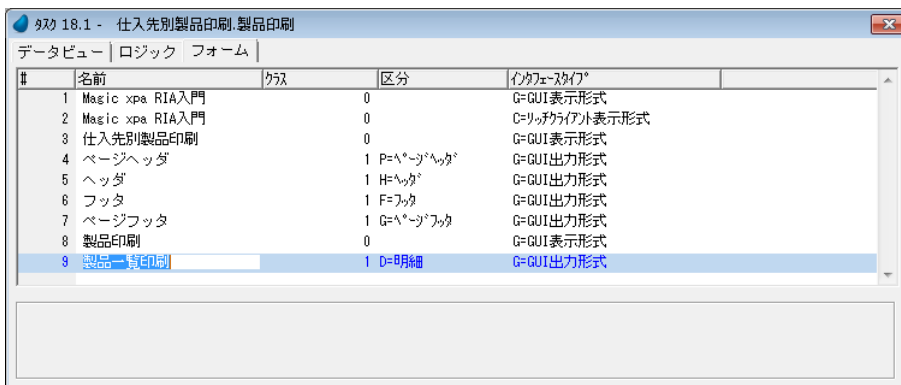 ﾀｽｸ 18.1 - 仕入先別製品印刷.製品印刷
データビュー ロジック フォーム
# 名前 ｸﾗｽ 区分 ｲﾝﾀﾌｪｰｽﾀｲﾌﾟ
1 Magic xpa RIA入門 0 G=GUI表示形式
2 Magic xpa RIA入門 0 C=ﾘｯﾁｸﾗｲｱﾝﾄ表示形式
3 仕入先別製品印刷 0 G=GUI表示形式
4 ページヘッダ 1 P=ﾍﾟｰｼﾞﾍｯﾀﾞ G=GUI出力形式
5 ヘッダ 1 H=ﾍｯﾀﾞ G=GUI出力形式
6 フッタ 1 F=ﾌｯﾀ G=GUI出力形式
7 ページフッタ 1 G=ﾍﾟｰｼﾞﾌｯﾀ G=GUI出力形式
8 製品印刷 0 G=GUI表示形式
9 製品一覧印刷 1 D=明細 G=GUI出力形式